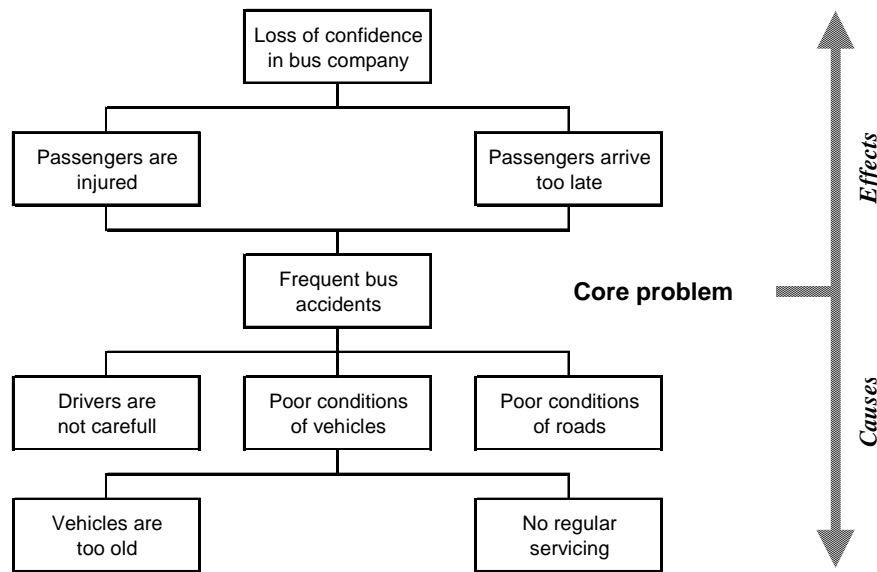 Loss of confidence
in bus company
Passengers are
injured
Passengers arrive
too late
Effects
Frequent bus
accidents
Core problem
Drivers are
not carefull
Poor conditions
of vehicles
Poor conditions
of roads
Causes
Vehicles are
too old
No regular
servicing